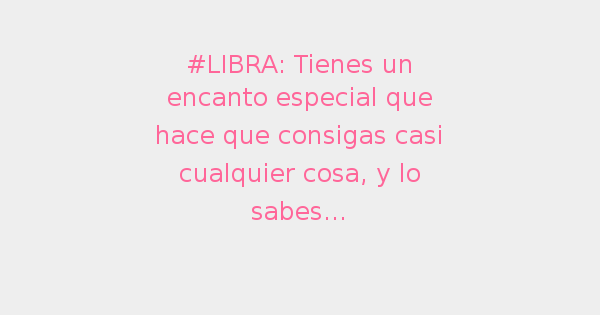 #LIBRA: Tienes un
encanto especial que
hace que consigas casi
cualquier cosa, y lo
sabes...